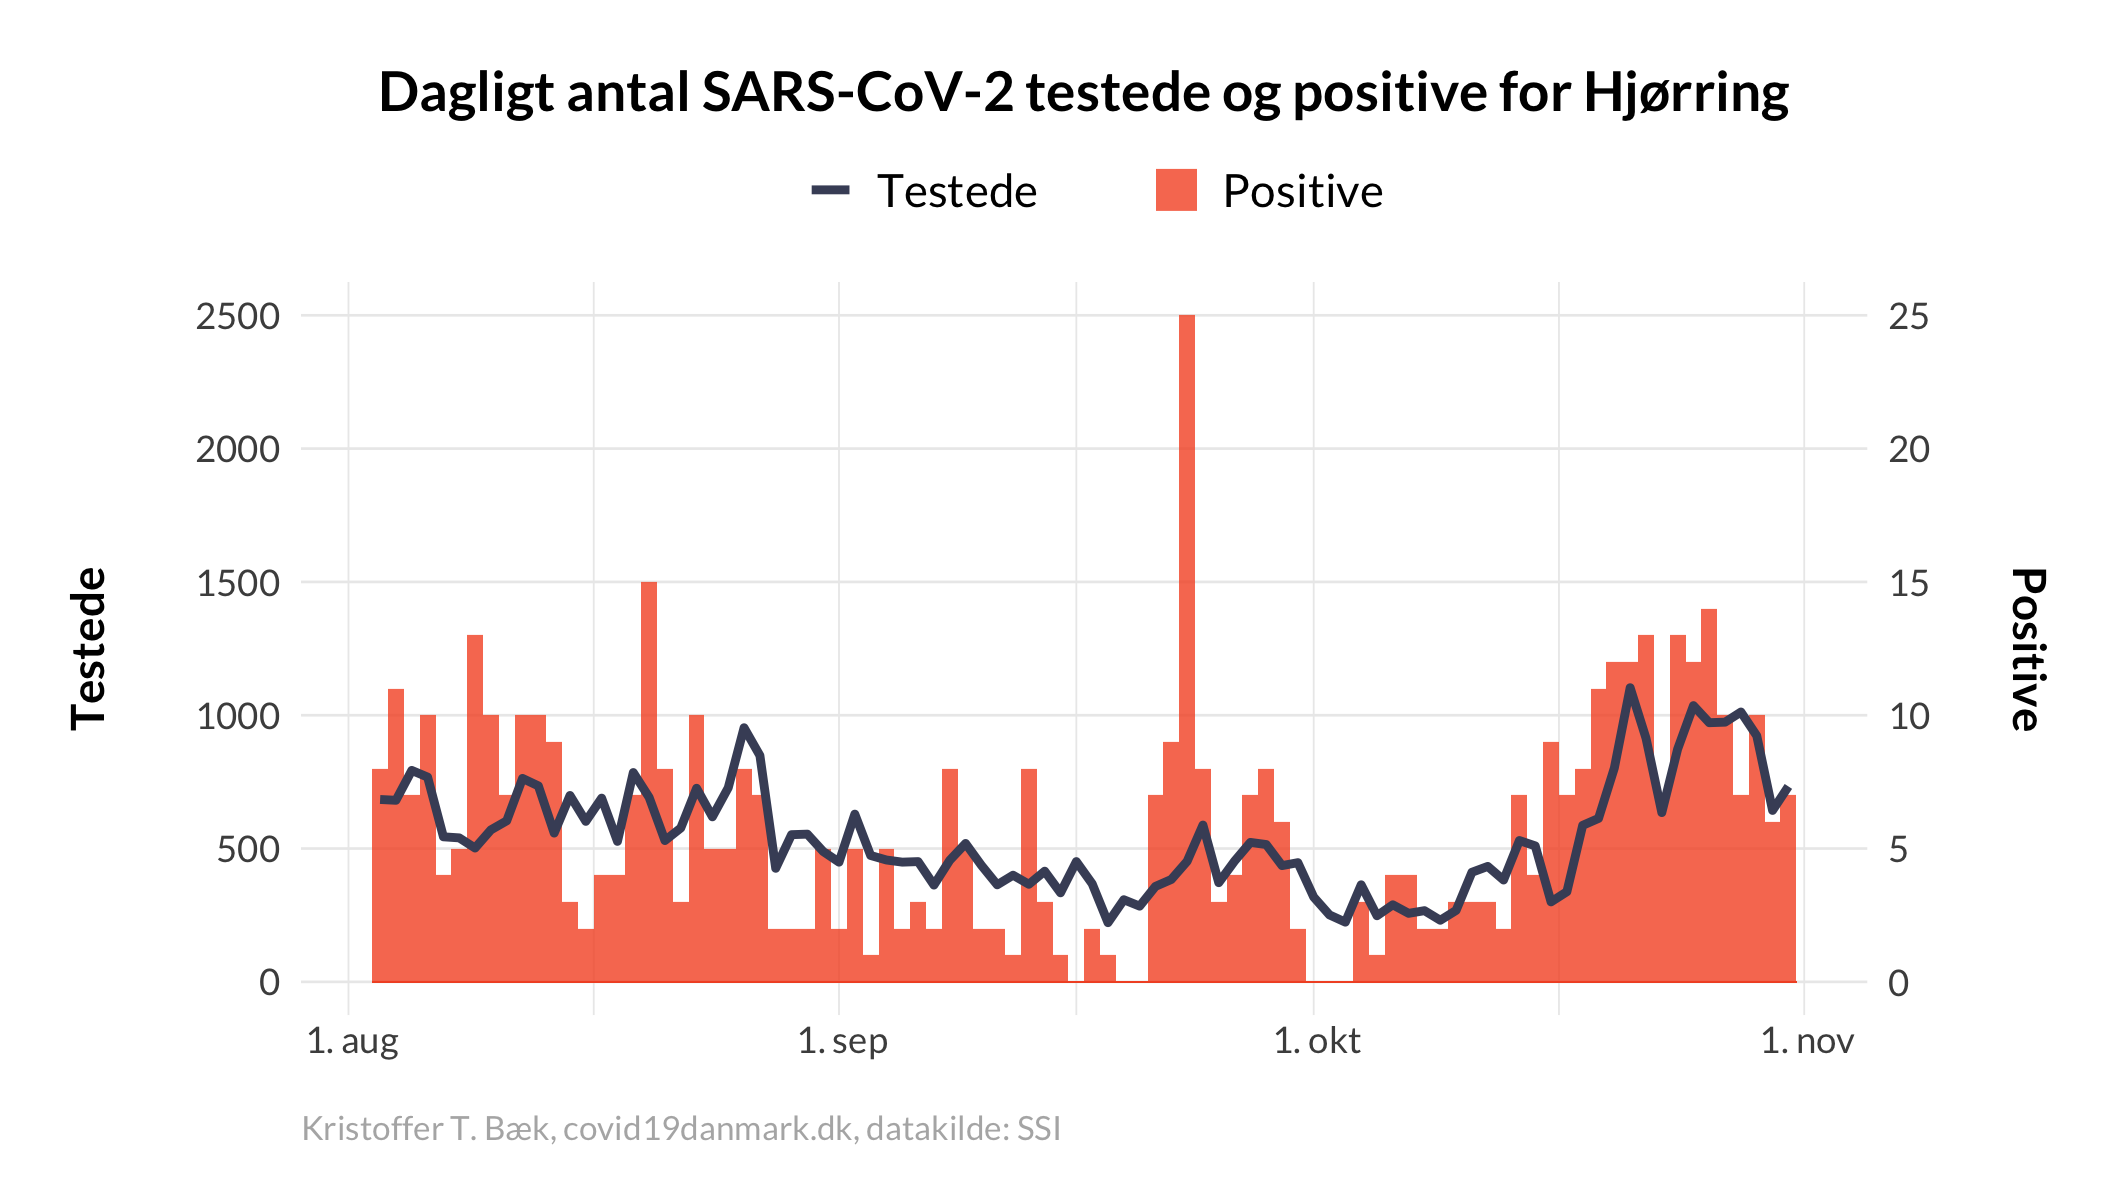 Dagligt antal SARS-CoV-2 testede og positive for Hjørring
Testede
Positive
2500
2000
1500
1000
500
0
Testede
25
20
15
10
5
0
Positive
1. aug
1. sep
1. okt
1. nov
Kristoffer T. Bæk, covid19danmark.dk, datakilde: SSI